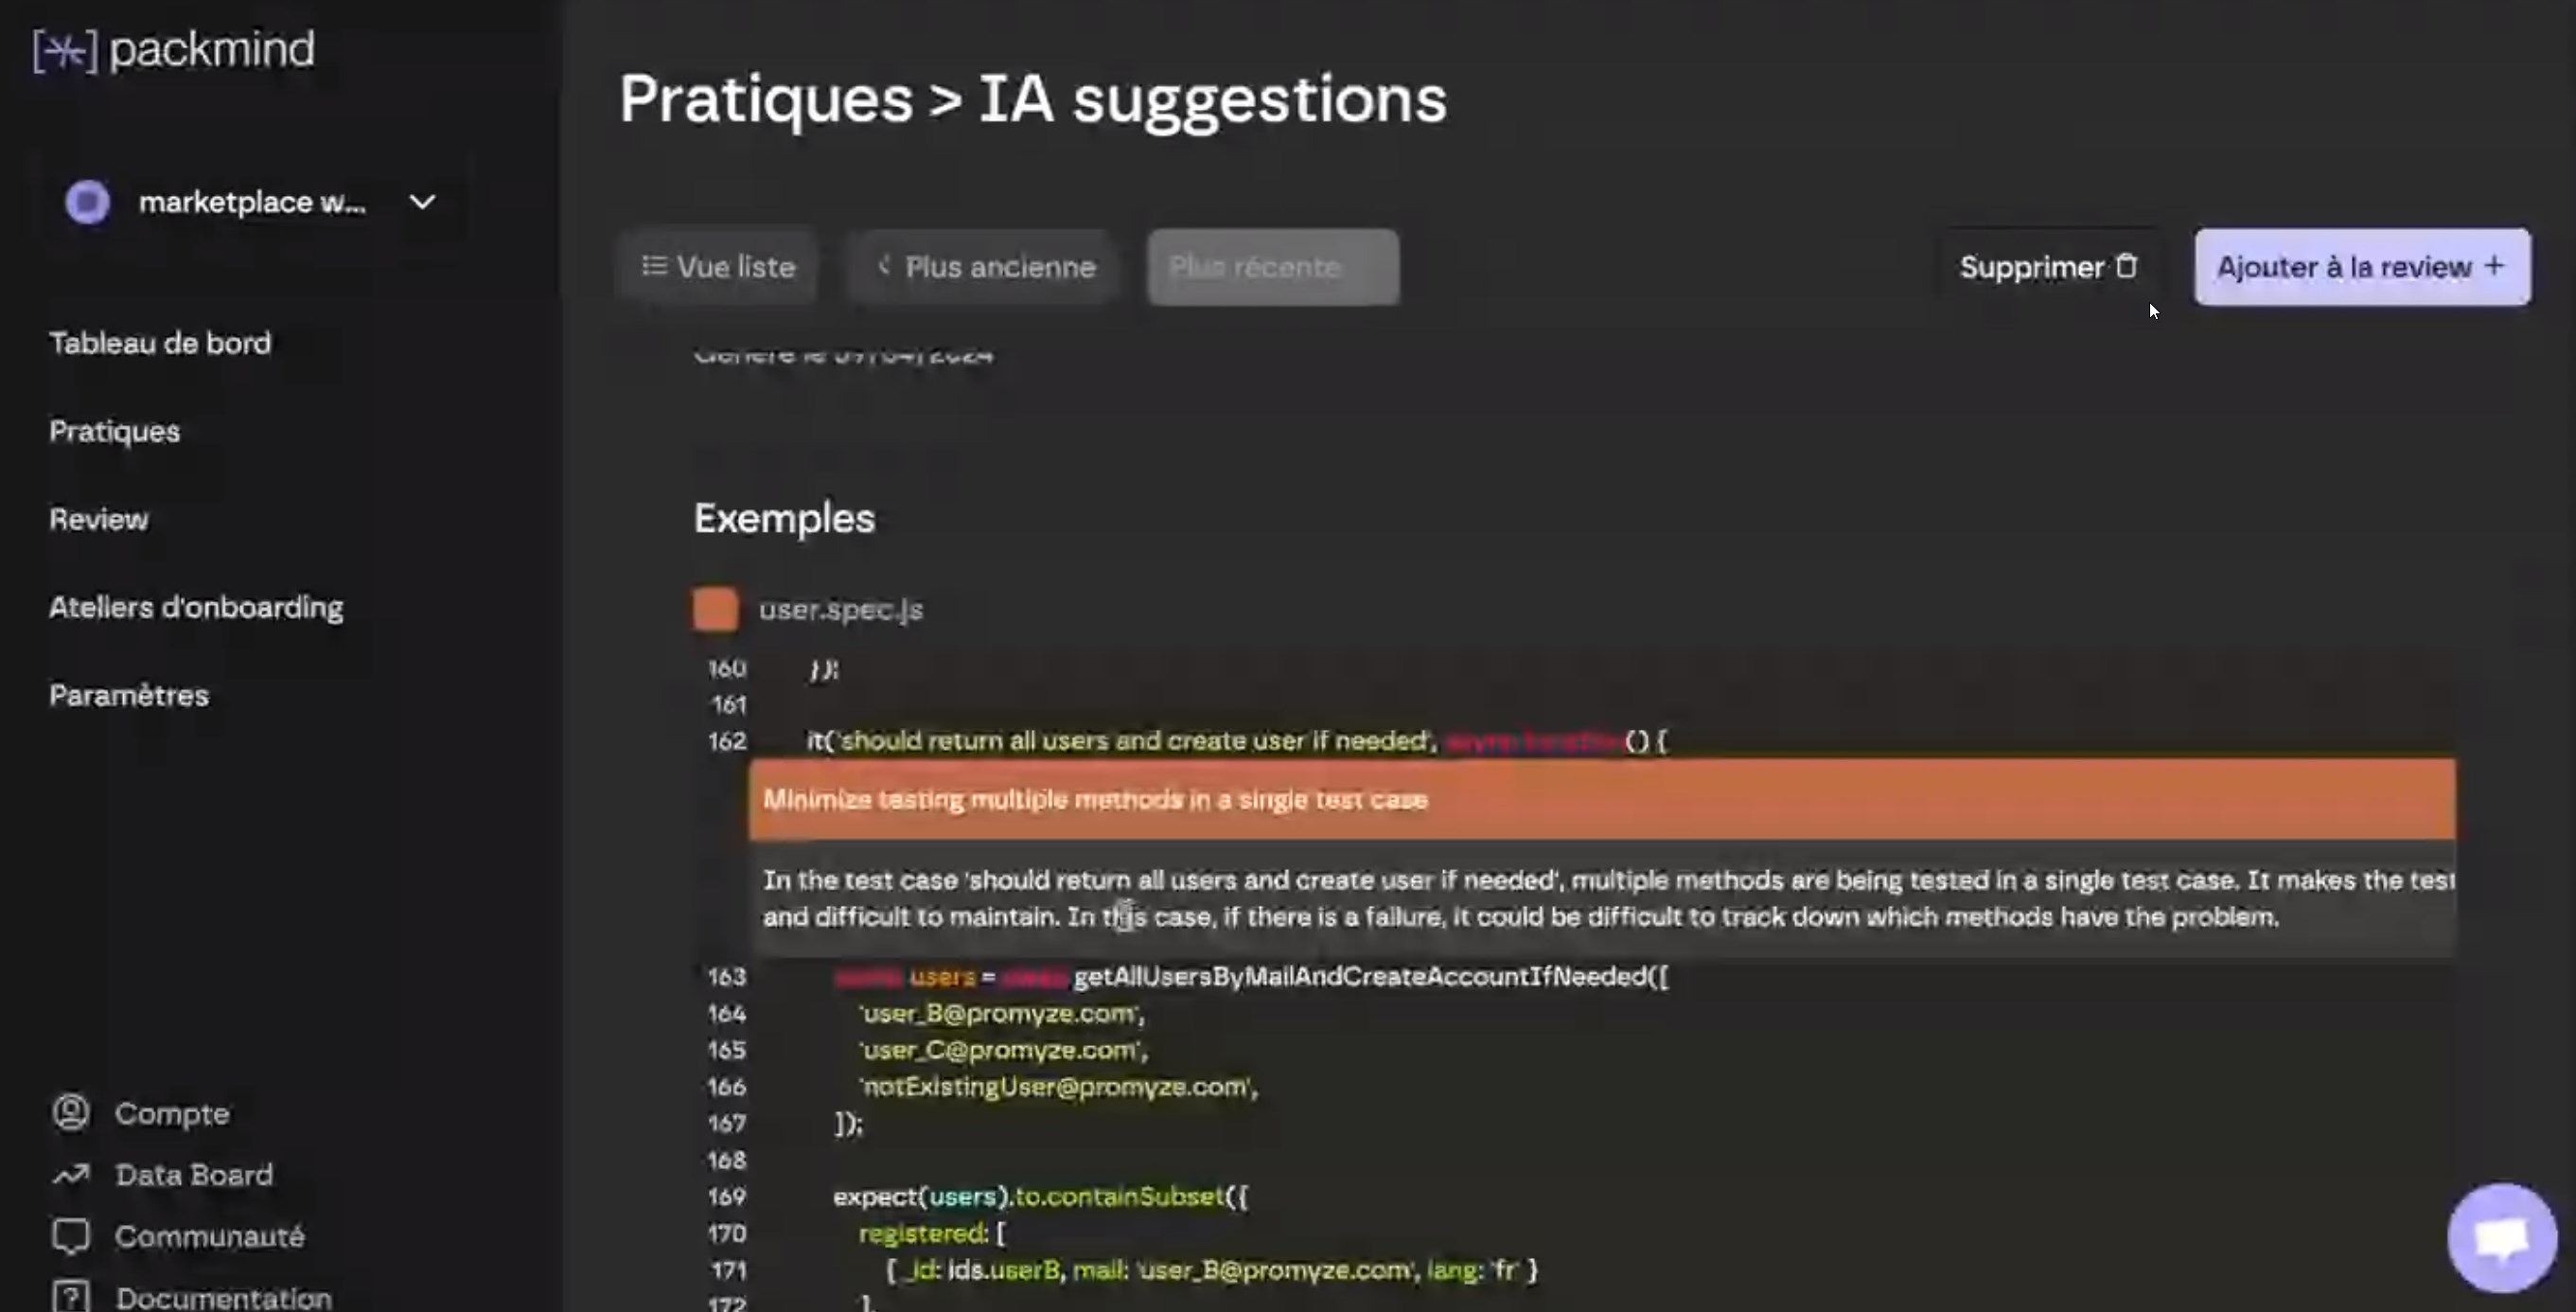 [*] packmind
marketplace w...
Tableau de bord
Pratiques
Review
Ateliers d'onboarding
Paramètres
Compte
Data Board
Communauté
Documentation
Pratiques > IA suggestions
Vue liste
< Plus ancienne
Plus récente
Supprimer
Ajouter à la review +
Généré le 09/04/2024
Exemples
user.spec.js
160 });
161
162 it('should return all users and create user if needed', async function () {
Minimize testing multiple methods in a single test case
In the test case 'should return all users and create user if needed', multiple methods are being tested in a single test case. It makes the test
and difficult to maintain. In this case, if there is a failure, it could be difficult to track down which methods have the problem.
163 const users = await getAllUsersByMailAndCreateAccountIfNeeded([
164 'user_B@promyze.com',
165 'user_C@promyze.com',
166 'notExistingUser@promyze.com',
167 ]);
168
169 expect(users).to.containSubset({
170 registered: [
171 { _id: ids.userB, mail: 'user_B@promyze.com', lang: 'fr' }
172 ],